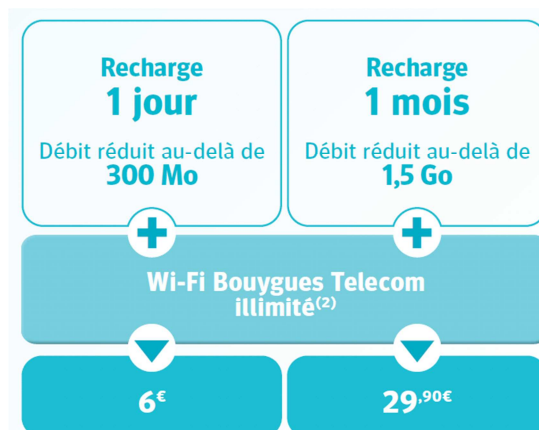 Recharge
1 jour
Débit réduit au-delà de
300 Mo
Recharge
1 mois
Débit réduit au-delà de
1,5 Go
Wi-Fi Bouygues Telecom
illimité(2)
6€
29,90€